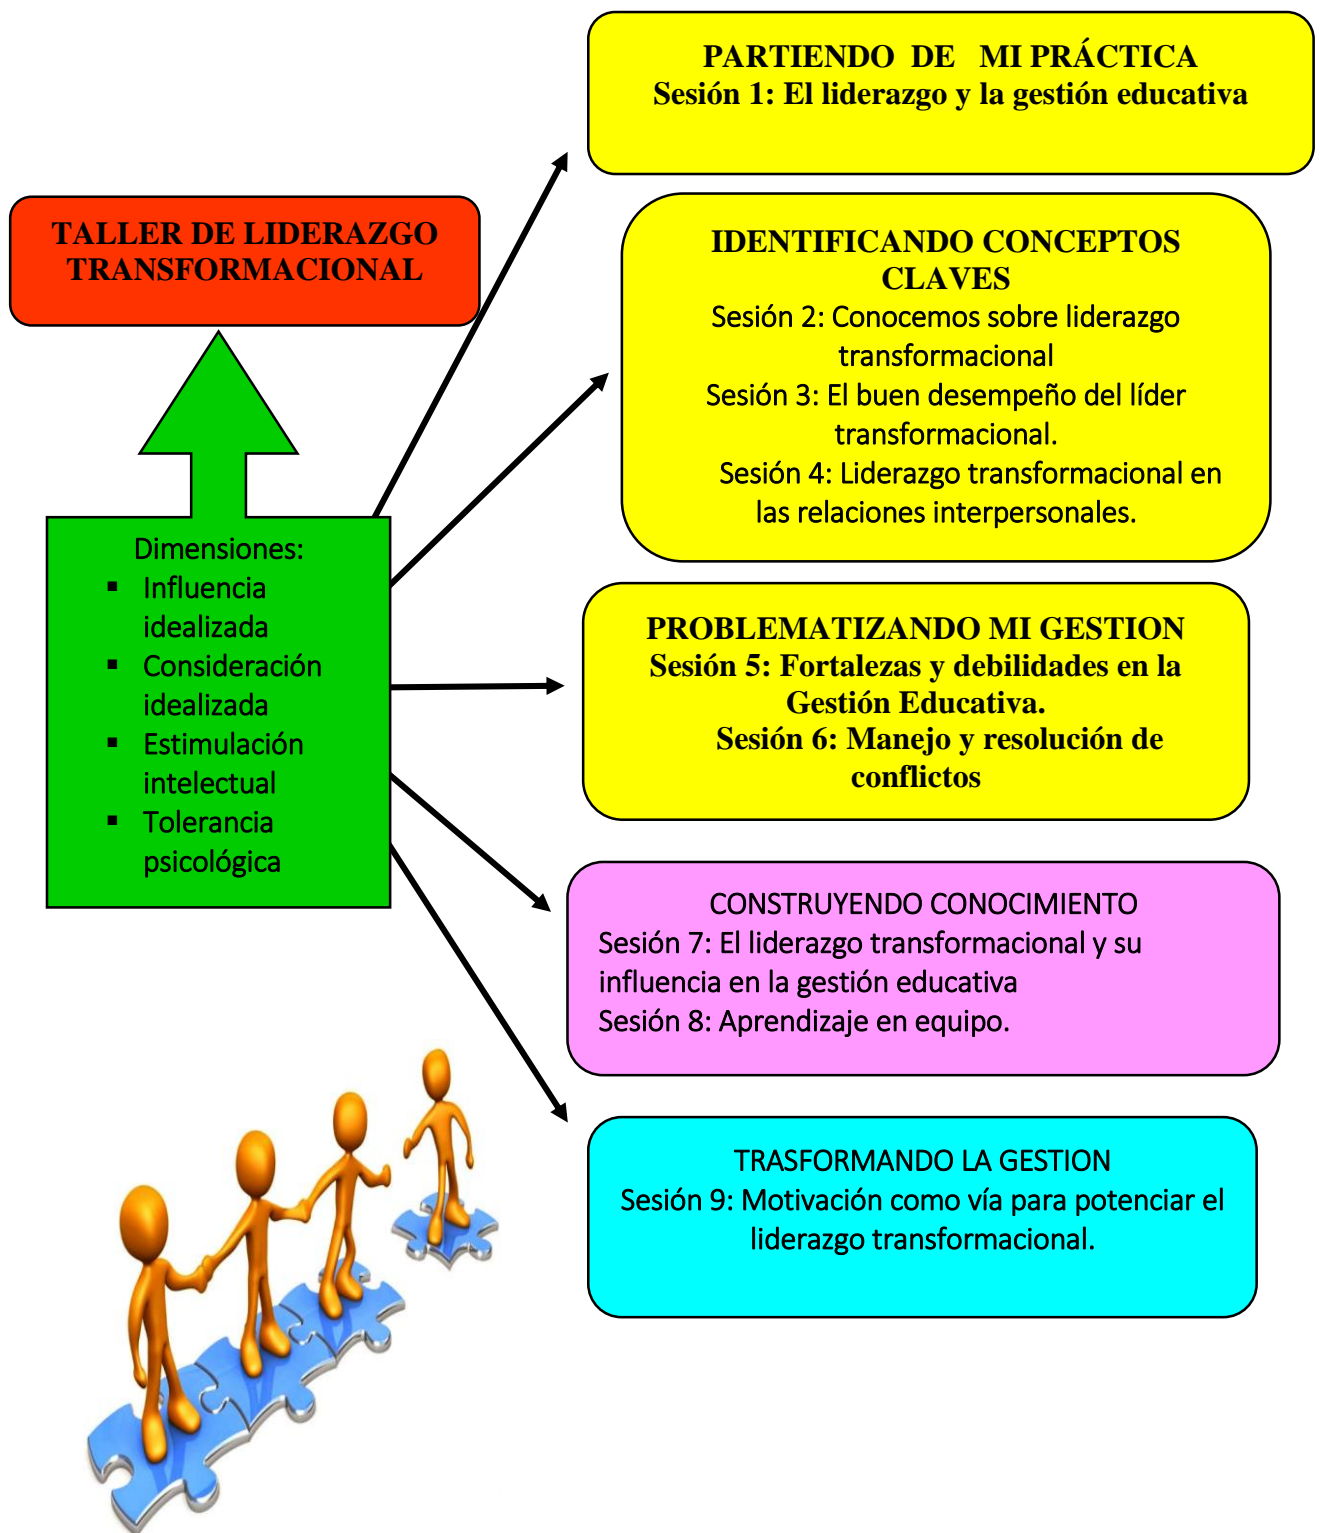 PARTIENDO DE MI PRÁCTICA
Sesión 1: El liderazgo y la gestión educativa
TALLER DE LIDERAZGO
TRANSFORMACIONAL
IDENTIFICANDO CONCEPTOS
CLAVES
Sesión 2: Conocemos sobre liderazgo
transformacional
Sesión 3: El buen desempeño del líder
transformacional.
Sesión 4: Liderazgo transformacional en
las relaciones interpersonales.
Dimensiones:
▪ Influencia
idealizada
▪ Consideración
idealizada
▪ Estimulación
intelectual
▪ Tolerancia
psicológica
PROBLEMATIZANDO MI GESTION
Sesión 5: Fortalezas y debilidades en la
Gestión Educativa.
Sesión 6: Manejo y resolución de
conflictos
CONSTRUYENDO CONOCIMIENTO
Sesión 7: El liderazgo transformacional y su
influencia en la gestión educativa
Sesión 8: Aprendizaje en equipo.
TRASFORMANDO LA GESTION
Sesión 9: Motivación como vía para potenciar el
liderazgo transformacional.